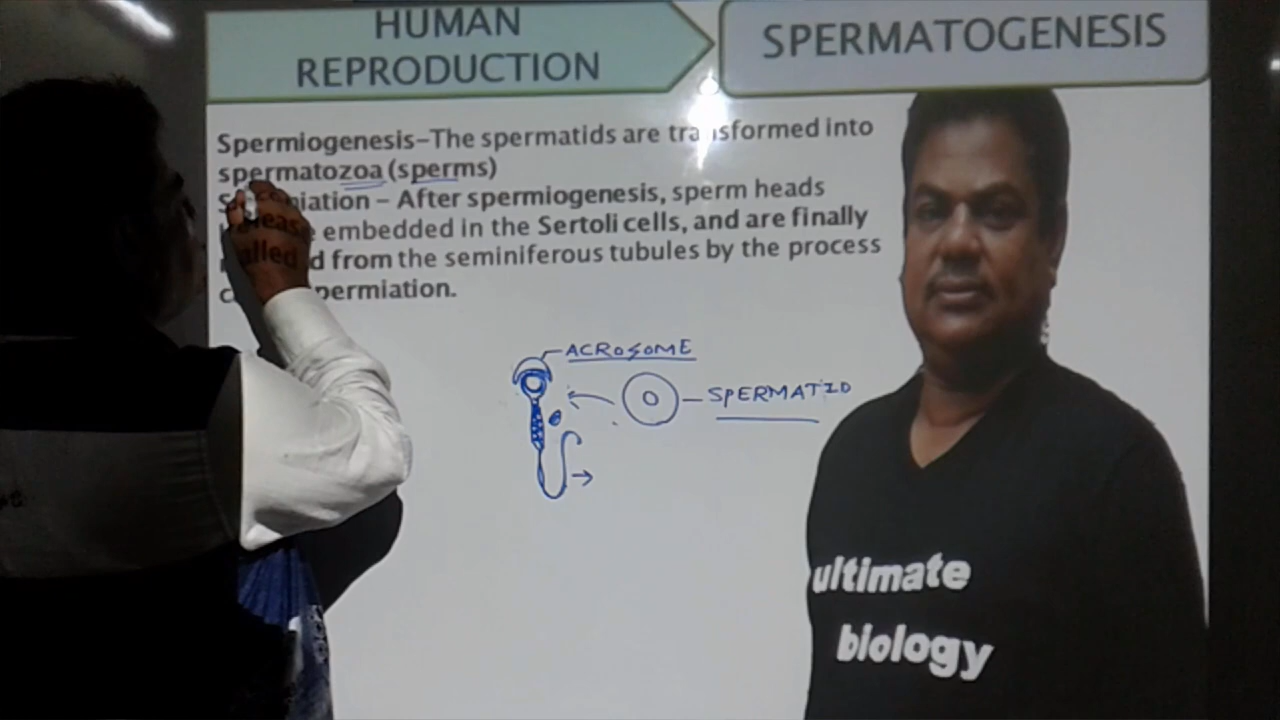 HUMAN
REPRODUCTION
SPERMATOGENESIS
Spermiogenesis–The spermatids are transformed into
spermatozoa (sperms)
– After spermiogenesis, sperm heads
embedded in the Sertoli cells, and are finally
from the seminiferous tubules by the process
permiation.
ACROSOME
SPERMATID
ultimate
biology